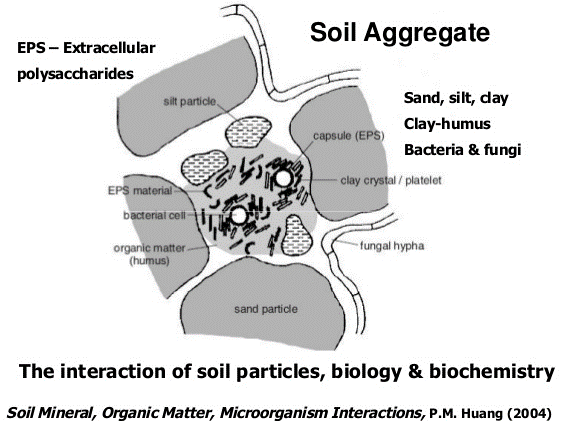 Soil Aggregate
EPS – Extracellular
polysaccharides
Sand, silt, clay
Clay-humus
Bacteria & fungi
silt particle
capsule (EPS)
clay crystal / platelet
EPS material
bacterial cell
organic matter
(humus)
fungal hypha
sand particle
The interaction of soil particles, biology & biochemistry
Soil Mineral, Organic Matter, Microorganism Interactions, P.M. Huang (2004)